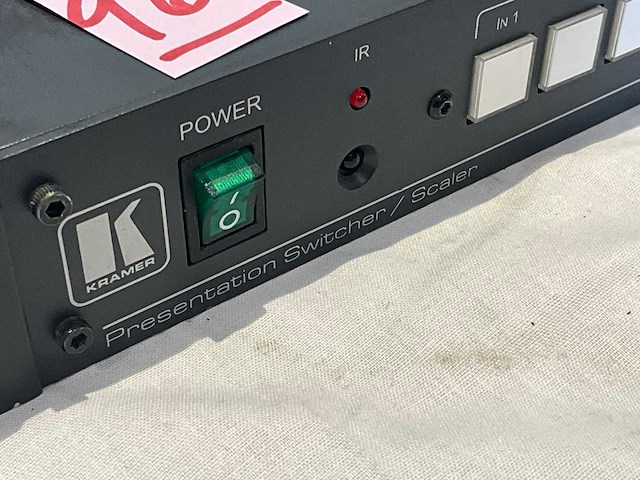 IR
IN 1
POWER
I
O
K
KRAMER
Presentation Switcher / Scaler